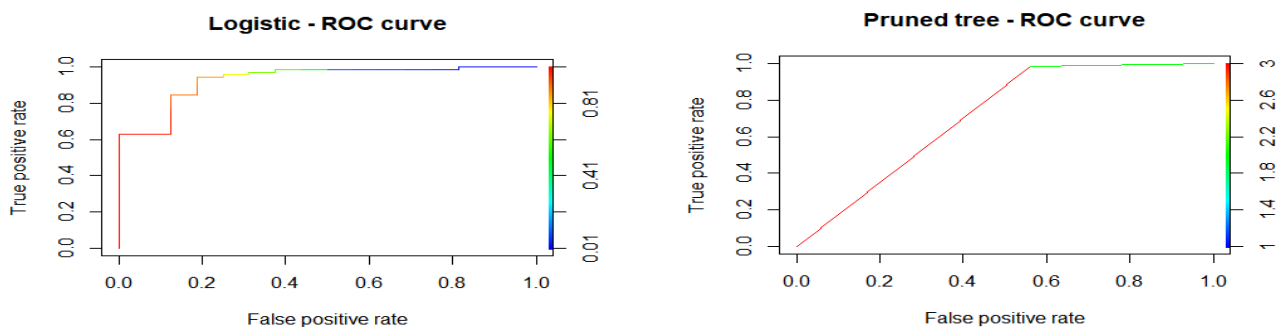 Logistic - ROC curve
True positive rate
0.0 0.2 0.4 0.6 0.8 1.0
0.01 0.41 0.81
0.0 0.2 0.4 0.6 0.8 1.0
False positive rate
Pruned tree - ROC curve
True positive rate
0.0 0.2 0.4 0.6 0.8 1.0
1 1.4 1.8 2.2 2.6 3
0.0 0.2 0.4 0.6 0.8 1.0
False positive rate